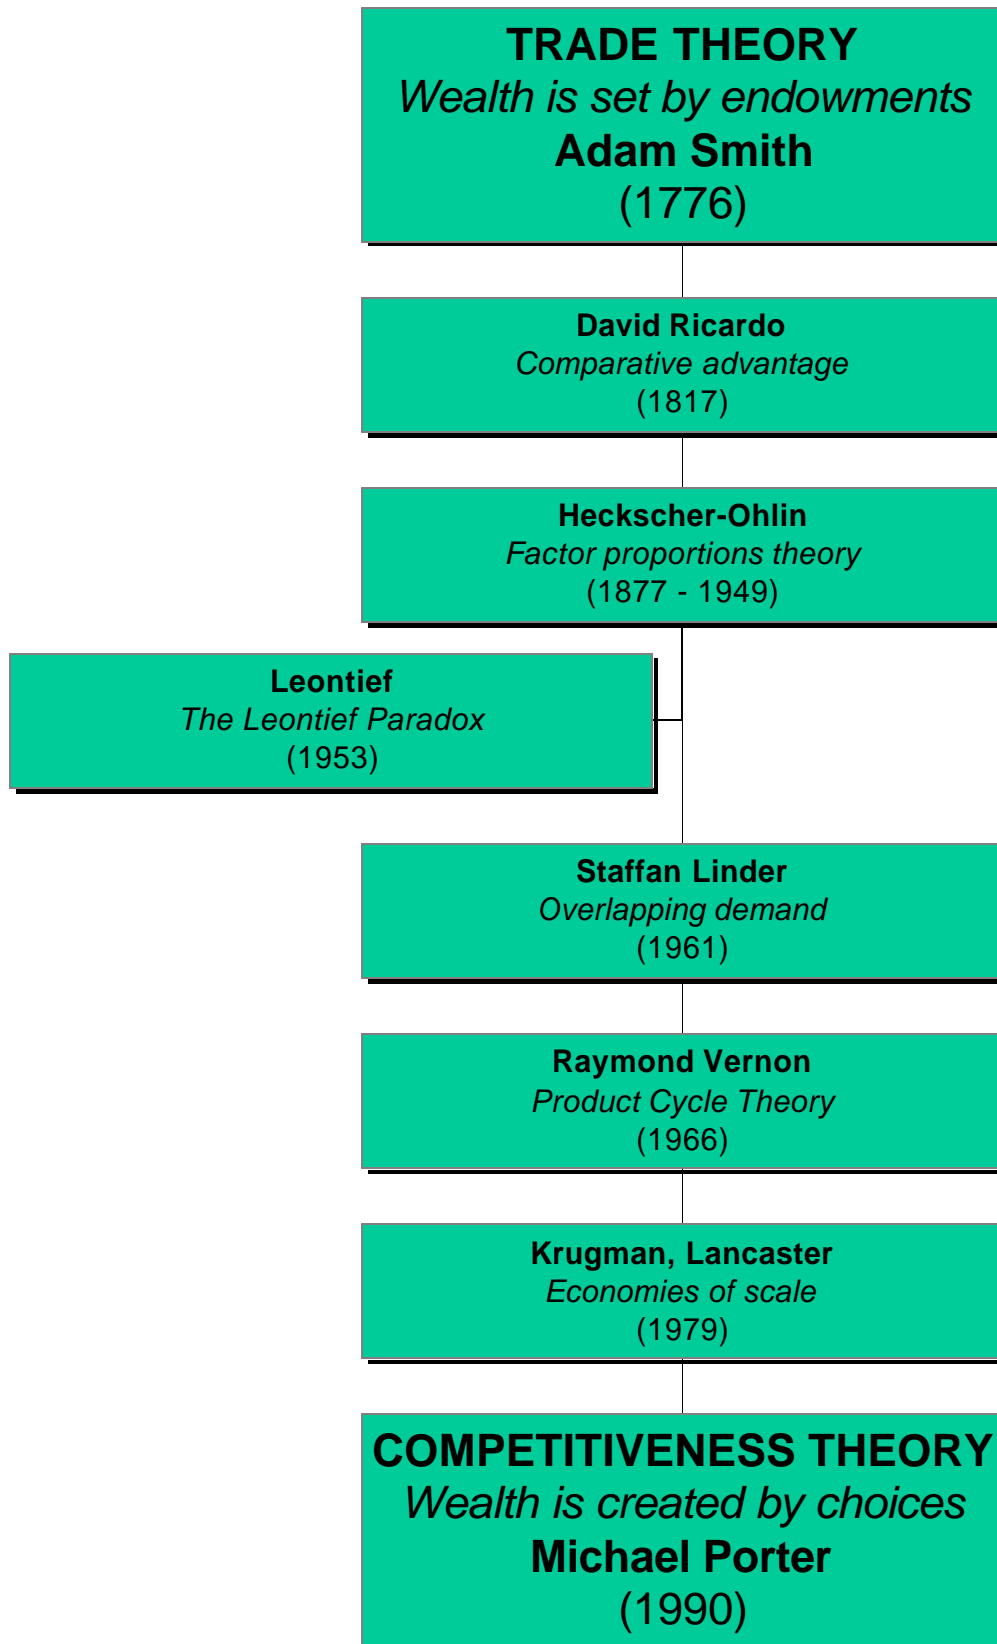 TRADE THEORY
Wealth is set by endowments
Adam Smith
(1776)
David Ricardo
Comparative advantage
(1817)
Heckscher-Ohlin
Factor proportions theory
(1877 - 1949)
Leontief
The Leontief Paradox
(1953)
Staffan Linder
Overlapping demand
(1961)
Raymond Vernon
Product Cycle Theory
(1966)
Krugman, Lancaster
Economies of scale
(1979)
COMPETITIVENESS THEORY
Wealth is created by choices
Michael Porter
(1990)